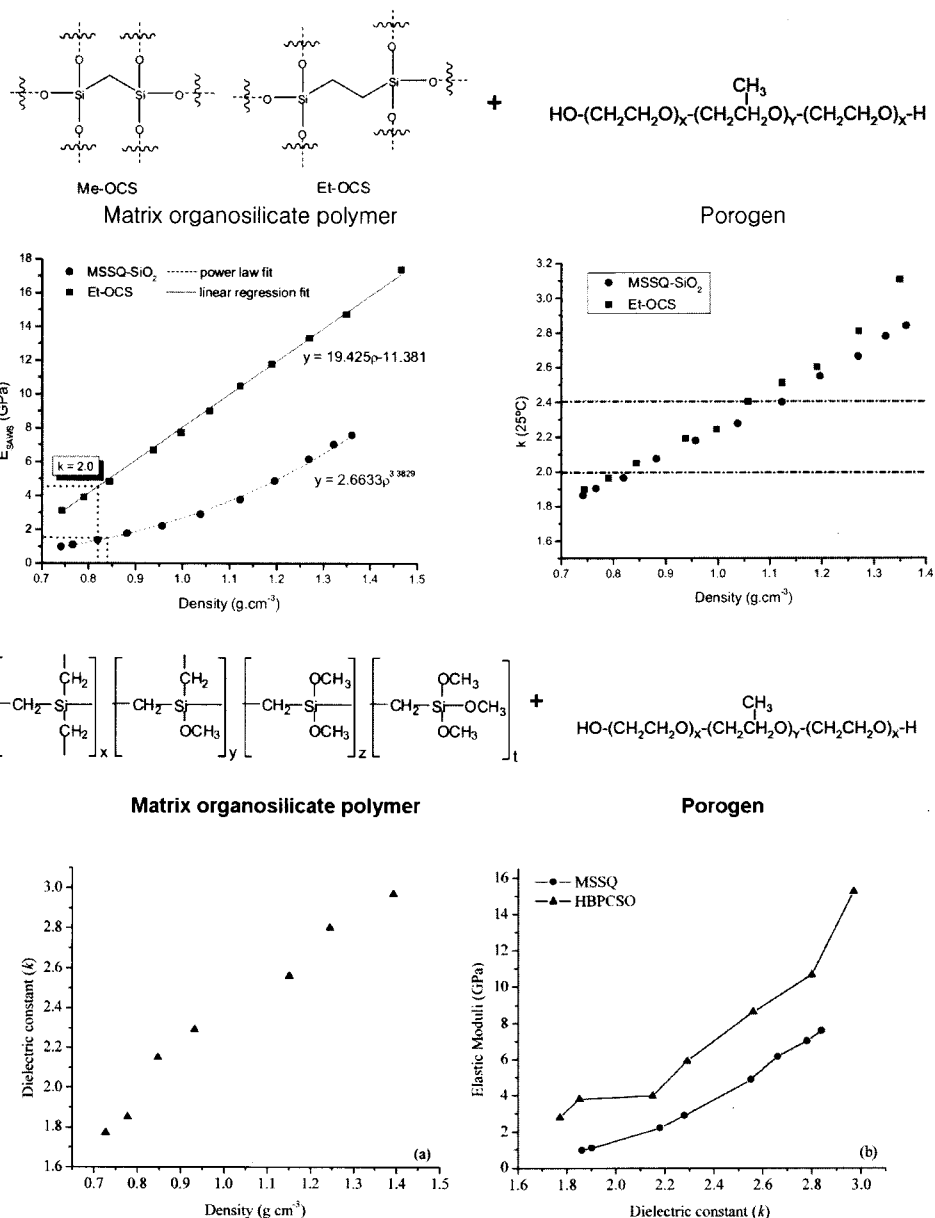 Me-OCS
Et-OCS
+
HO-(CH2CH2O)X-(CH2CHO)Y-(CH2CH2O)X-H
CH3
Matrix organosilicate polymer
Porogen
MSSQ-SiO2
Et-OCS
power law fit
linear regression fit
y = 19.425ρ-11.381
y = 2.6633ρ^3.3829
k = 2.0
ESAWS (GPa)
18
16
14
12
10
8
6
4
2
0
0.7 0.8 0.9 1.0 1.1 1.2 1.3 1.4 1.5
Density (g.cm-3)
MSSQ-SiO2
Et-OCS
k (25ºC)
3.2
3.0
2.8
2.6
2.4
2.2
2.0
1.8
1.6
0.7 0.8 0.9 1.0 1.1 1.2 1.3 1.4
Density (g.cm-3)
CH2
CH2-Si
CH2
x
CH2
CH2-Si
OCH3
y
OCH3
CH2-Si
OCH3
z
OCH3
CH2-Si-OCH3
OCH3
t
+
CH3
HO-(CH2CH2O)X-(CH2CHO)Y-(CH2CH2O)X-H
Matrix organosilicate polymer
Porogen
Dielectric constant (k)
3.0
2.8
2.6
2.4
2.2
2.0
1.8
1.6
0.7 0.8 0.9 1.0 1.1 1.2 1.3 1.4 1.5
Density (g cm-3)
(a)
MSSQ
HBPCSO
Elastic Moduli (GPa)
16
14
12
10
8
6
4
2
0
1.6 1.8 2.0 2.2 2.4 2.6 2.8 3.0
Dielectric constant (k)
(b)